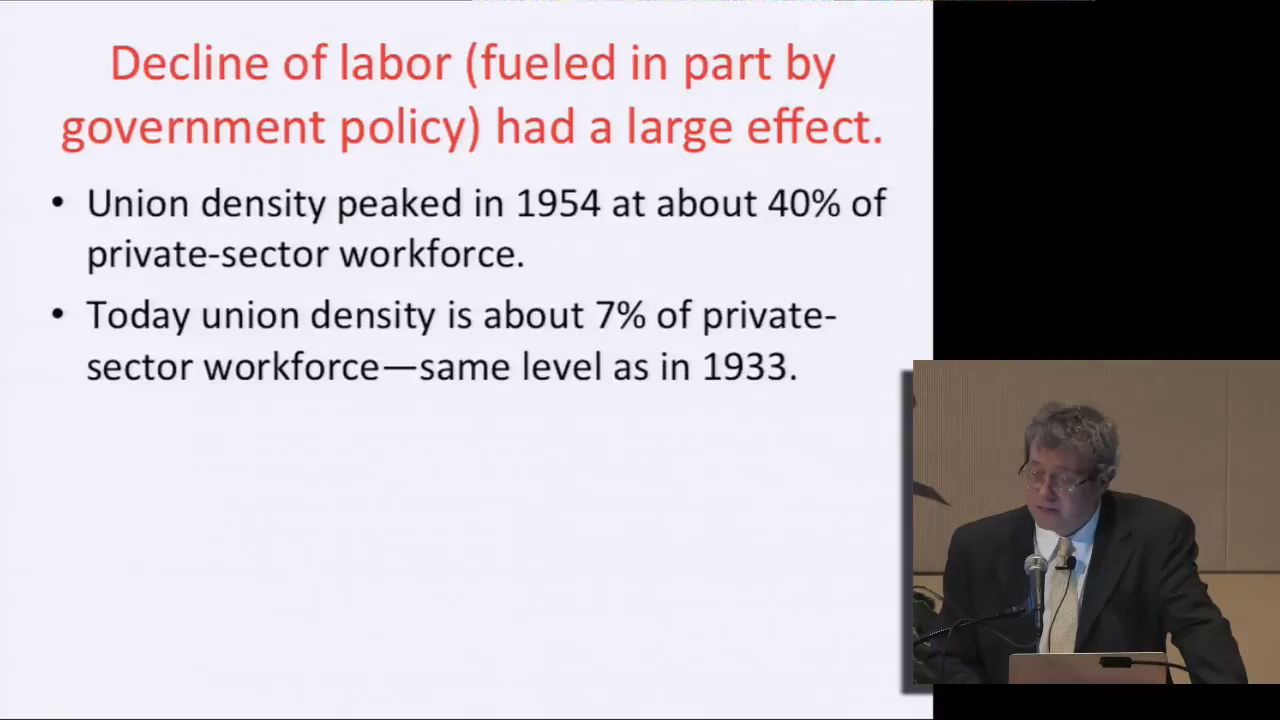 Decline of labor (fueled in part by
government policy) had a large effect.
• Union density peaked in 1954 at about 40% of
private-sector workforce.
• Today union density is about 7% of private-
sector workforce—same level as in 1933.